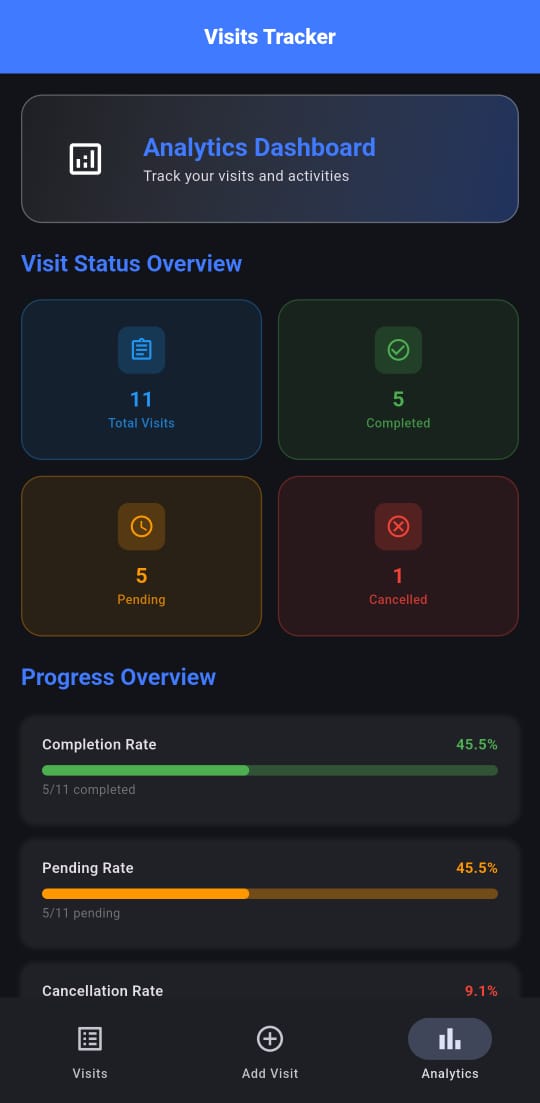 Visits Tracker
Analytics Dashboard
Track your visits and activities
Visit Status Overview
11
Total Visits
5
Completed
5
Pending
1
Cancelled
Progress Overview
Completion Rate 45.5%
5/11 completed
Pending Rate 45.5%
5/11 pending
Cancellation Rate 9.1%
Visits Add Visit Analytics